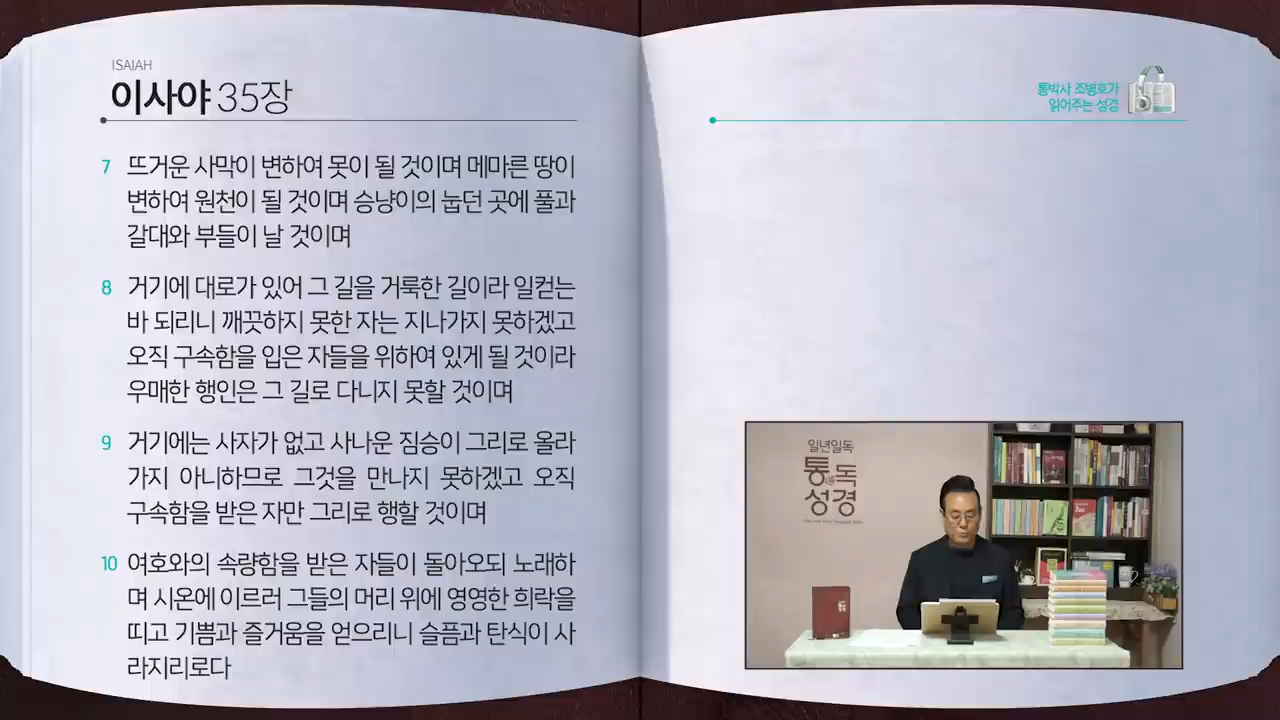 ISAIAH
이사야 35장
7 뜨거운 사막이 변하여 못이 될 것이며 메마른 땅이
변하여 원천이 될 것이며 승냥이의 눕던 곳에 풀과
갈대와 부들이 날 것이며
8 거기에 대로가 있어 그 길을 거룩한 길이라 일컫는
바 되리니 깨끗하지 못한 자는 지나가지 못하겠고
오직 구속함을 입은 자들을 위하여 있게 될 것이라
우매한 행인은 그 길로 다니지 못할 것이며
9 거기에는 사자가 없고 사나운 짐승이 그리로 올라
가지 아니하므로 그것을 만나지 못하겠고 오직
구속함을 받은 자만 그리로 행할 것이며
10 여호와의 속량함을 받은 자들이 돌아오되 노래하
며 시온에 이르러 그들의 머리 위에 영영한 희락을
띠고 기쁨과 즐거움을 얻으리니 슬픔과 탄식이 사
라지리로다
통박사 조병호가
읽어주는 성경
일년일독
통독
성경